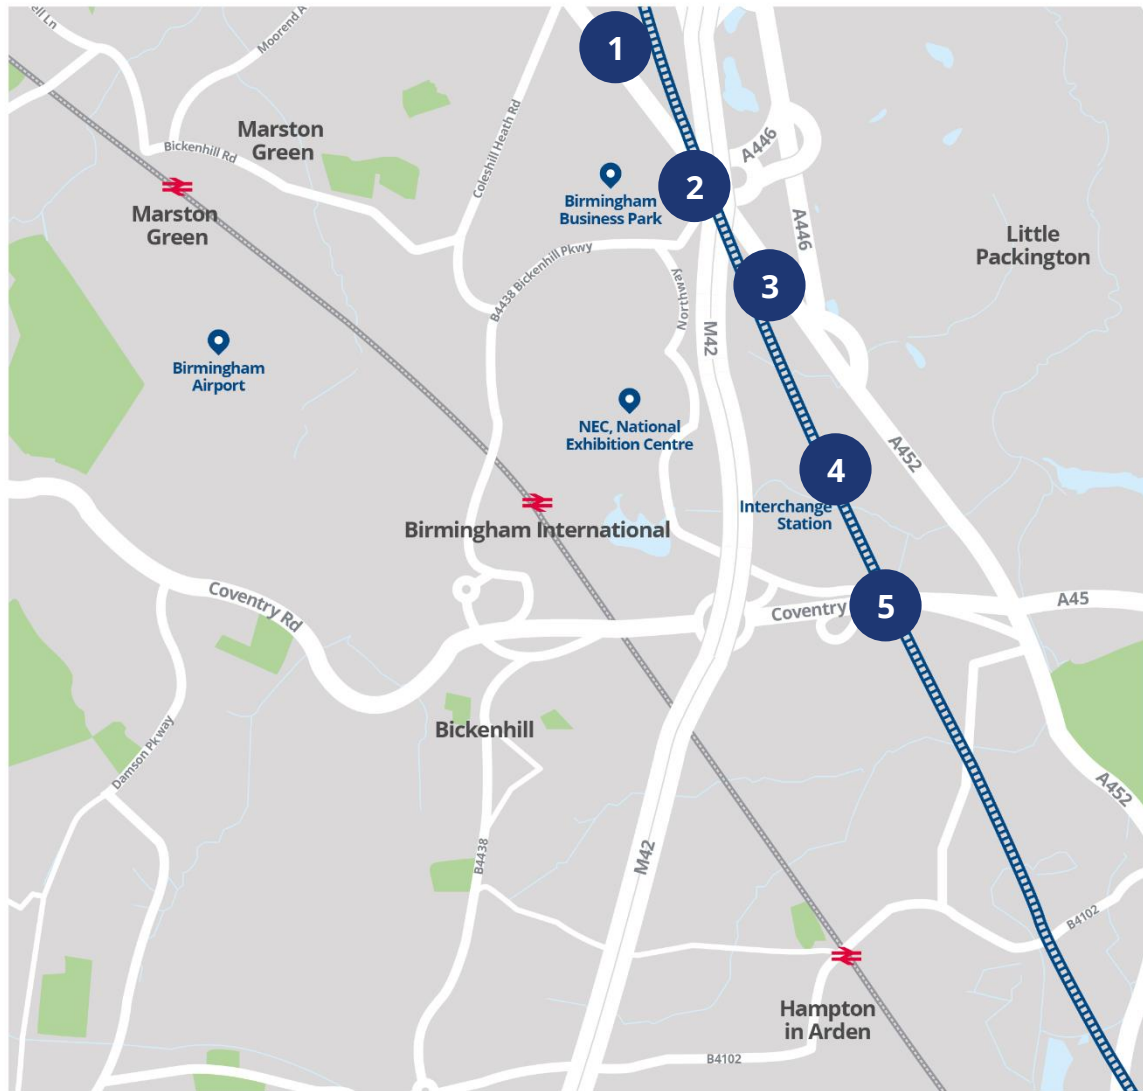 ell Ln
Moorend A
1
Marston
Green
Bickenhill Rd
Coleshill Heath Rd
A446
2
Birmingham
Business Park
Marston
Green
A446
Little
Packington
B4438 Bickenhill Pkwy
Northway
3
M42
Birmingham
Airport
NEC, National
Exhibition Centre
A452
4
Interchange
Station
Birmingham International
Coventry Rd
Coventry
5
A45
Bickenhill
Damson Pkway
A452
B4438
M42
B4102
Hampton
in Arden
B4102